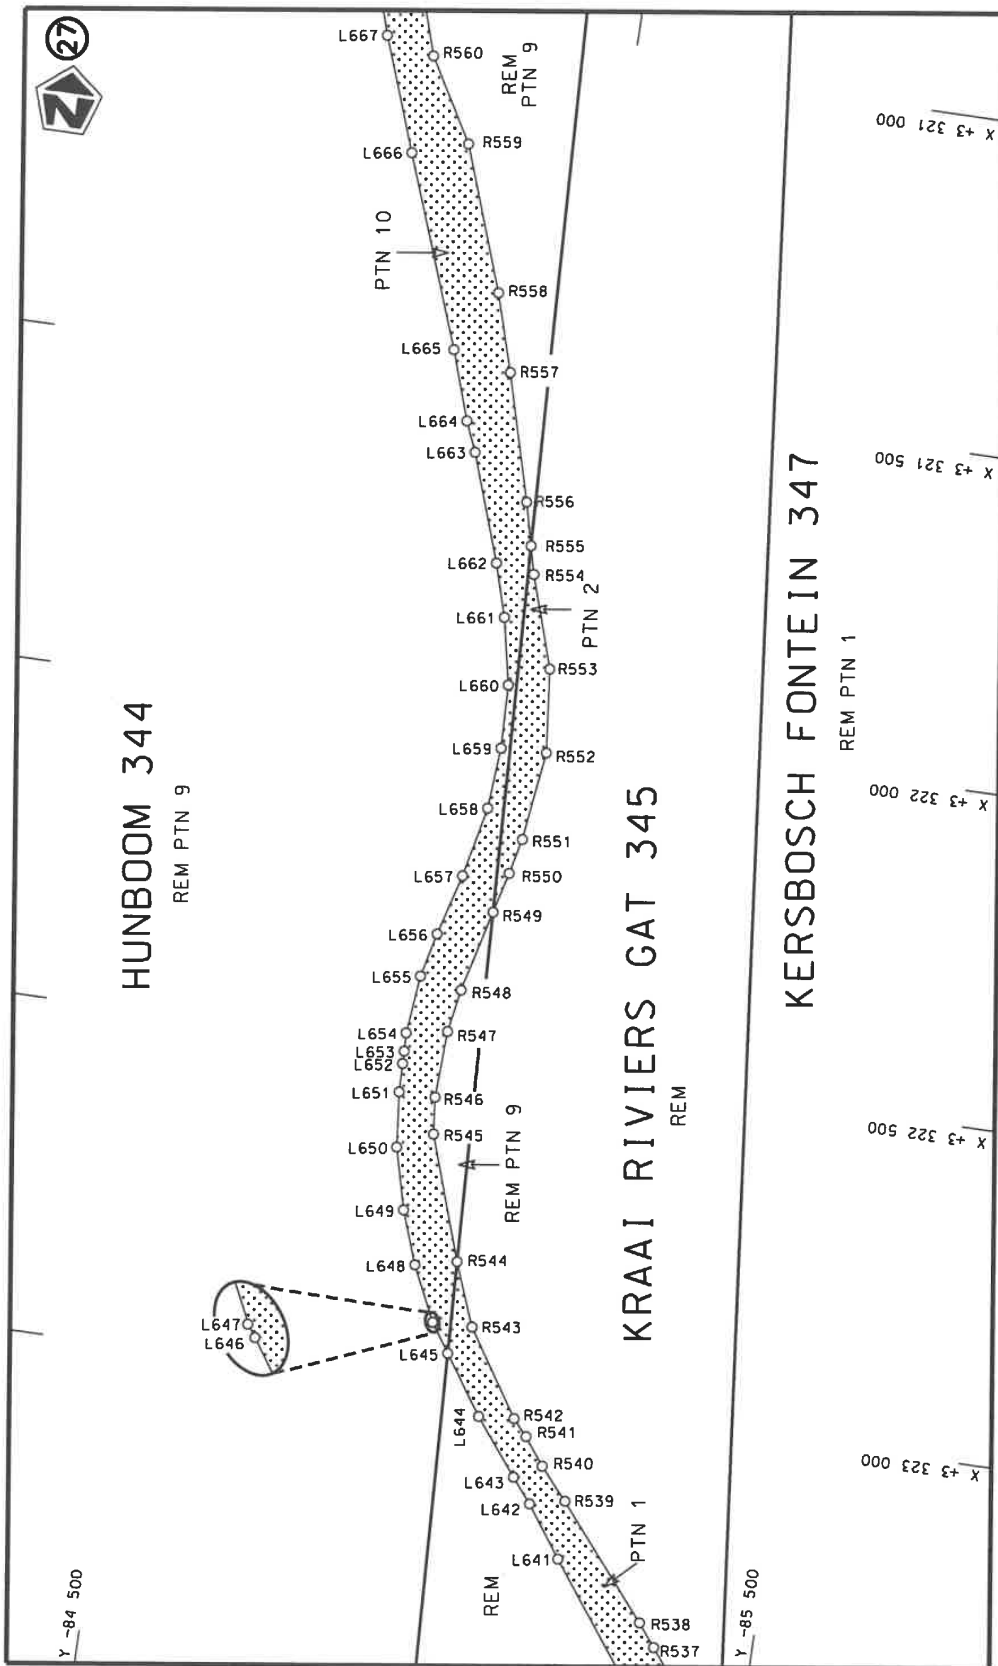 27
N
L667
R560
REM
PTN 9
L666
R559
X +3 321 000
PTN 10
R558
L665
R557
L664
L663
X +3 321 500
R556
R555
L662
R554
PTN 2
L661
R553
L660
L659
R552
L658
X +3 322 000
R551
L657
R550
R549
L656
L655
R548
L654
R547
L653
L652
L651
R546
R545
L650
X +3 322 500
REM PTN 9
L649
R544
L648
L647
L646
R543
L645
L644
R542
R541
R540
X +3 323 000
L643
L642
R539
L641
PTN 1
REM
R538
R537
Y -84 500
Y -85 500
HUNBOOM 344
REM PTN 9
KRAAI RIVIERS GAT 345
REM
KERSBOSCH FONTEIN 347
REM PTN 1